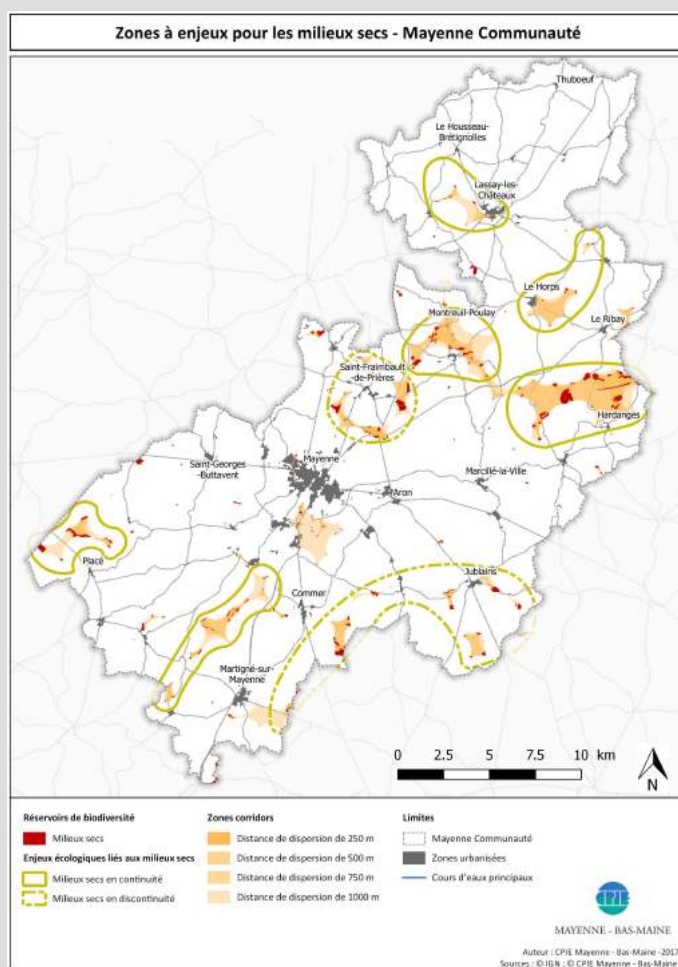 Zones à enjeux pour les milieux secs - Mayenne Communauté
Thuboeuf
Le Housseau-
Brétignolles
Lassay-les-
Châteaux
Le Horps
Montreuil-Poulay
Le Ribay
Saint-Fraimbault
-de-Prières
Hardanges
Mayenne
Saint-Georges
-Buttavent
Marcillé-la-Ville
Aron
Placé
Jublains
Commer
Martigné-sur-
Mayenne
0 2,5 5 7,5 10 km
N
Réservoirs de biodiversité
Milieux secs
Enjeux écologiques liés aux milieux secs
Milieux secs en continuité
Milieux secs en discontinuité
Zones corridors
Distance de dispersion de 250 m
Distance de dispersion de 500 m
Distance de dispersion de 750 m
Distance de dispersion de 1000 m
Limites
Mayenne Communauté
Zones urbanisées
Cours d'eaux principaux
CPIE
MAYENNE - BAS-MAINE
Auteur : CPIE Mayenne - Bas-Maine -2017
Sources : © IGN : © CPIE Mayenne - Bas-Maine